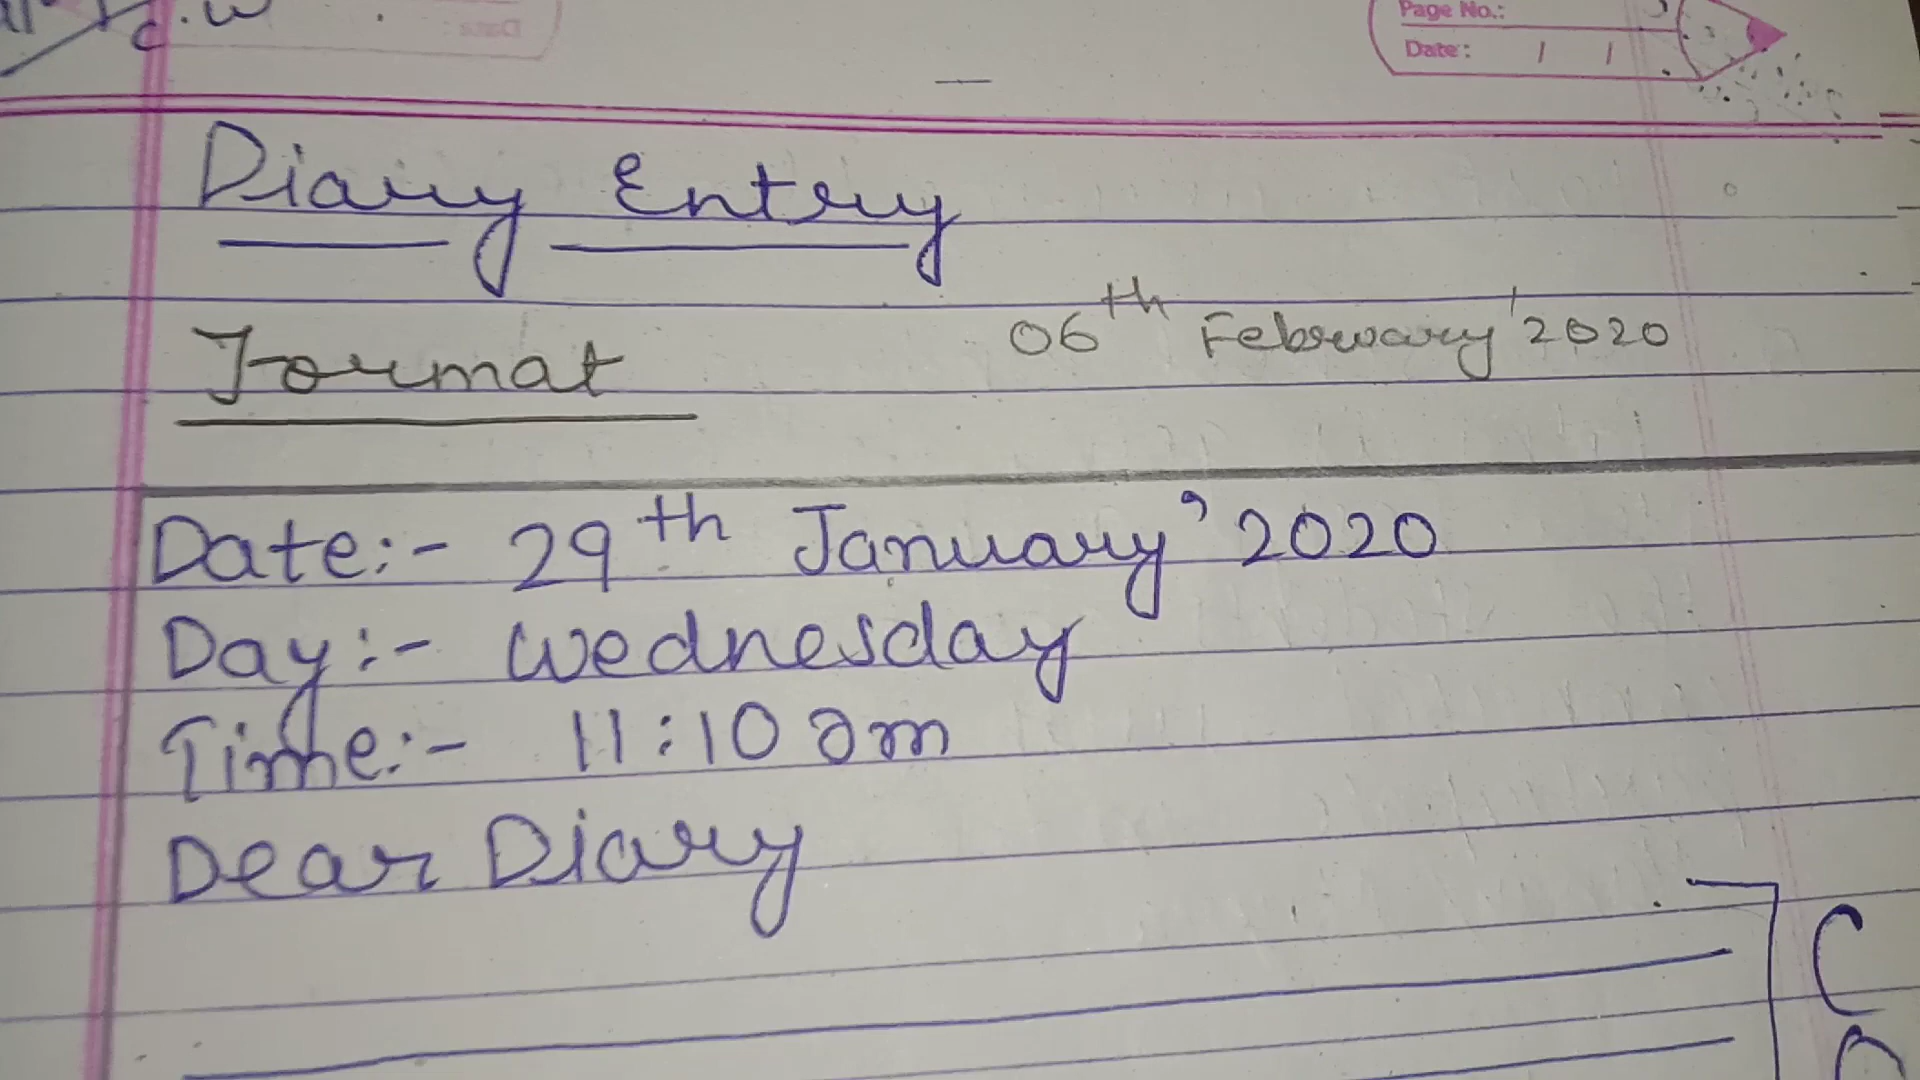 c.w
Page No.:
Date: / /
Diary Entry
Format 06th February'2020
Date:- 29th January'2020
Day:- Wednesday
Time:- 11:10 am
Dear Diary
C